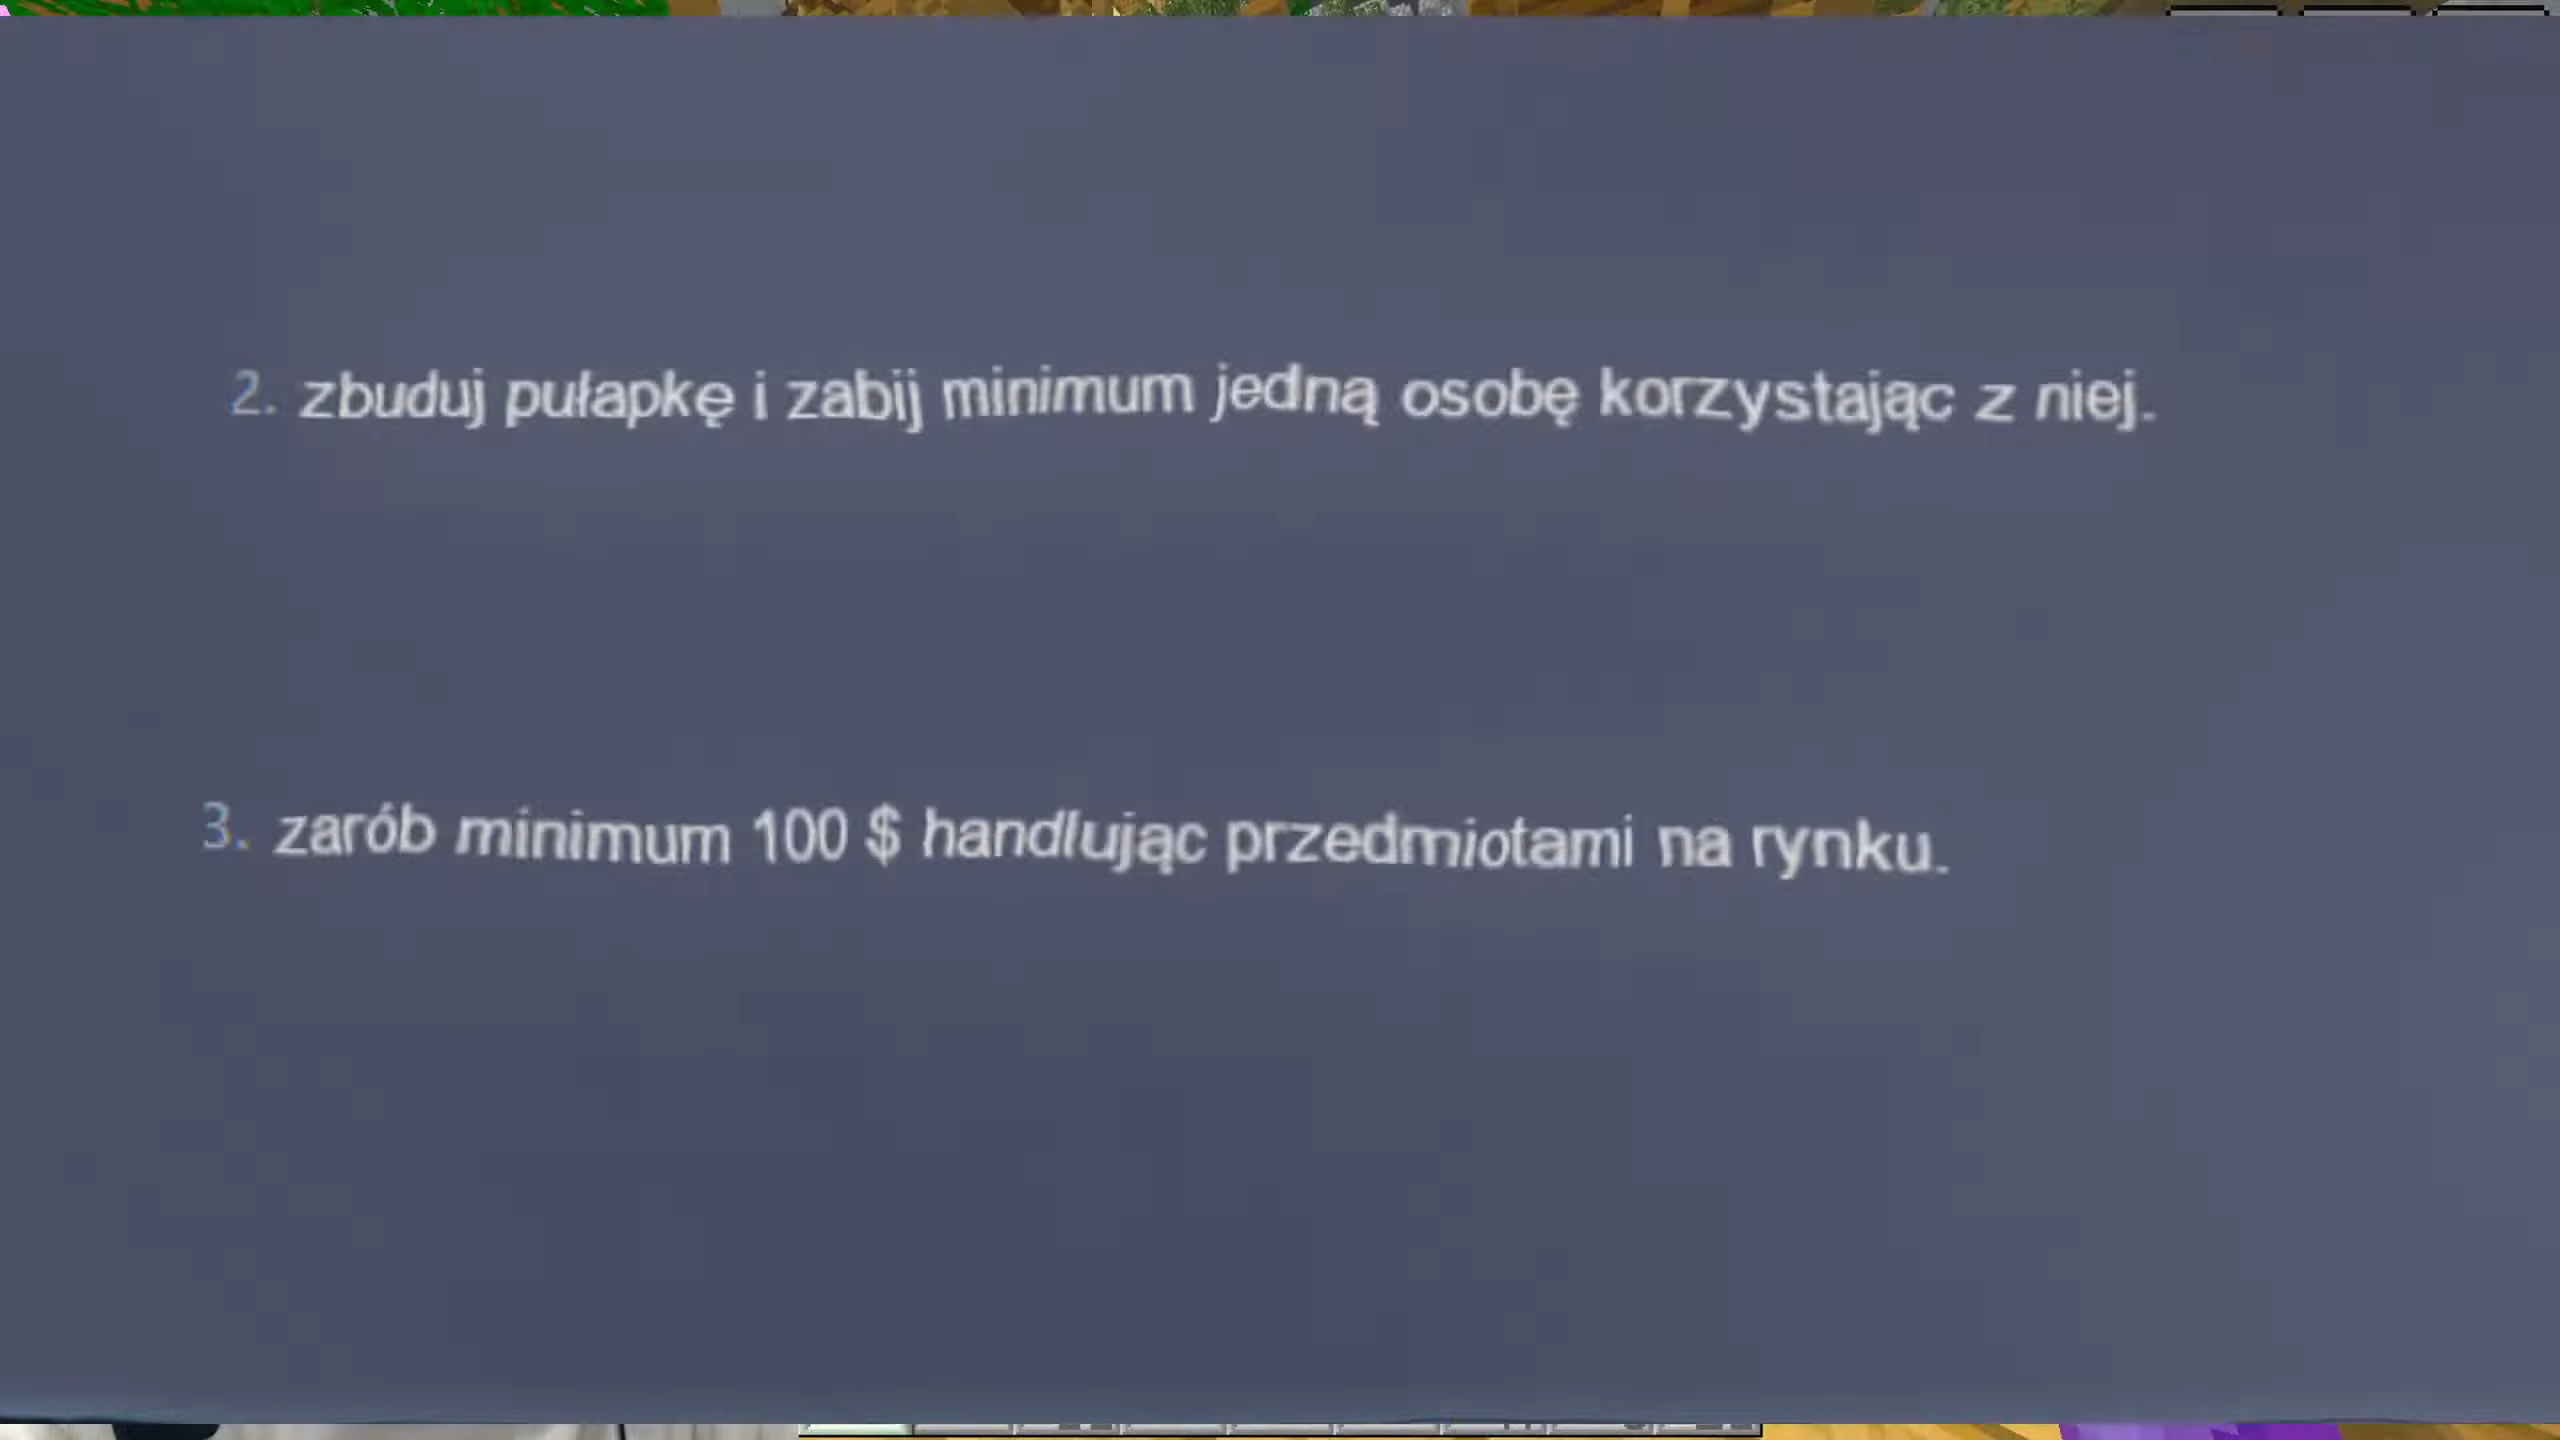 2. zbuduj pułapkę i zabij minimum jedną osobę korzystając z niej.
3. zarób minimum 100 $ handlując przedmiotami na rynku.